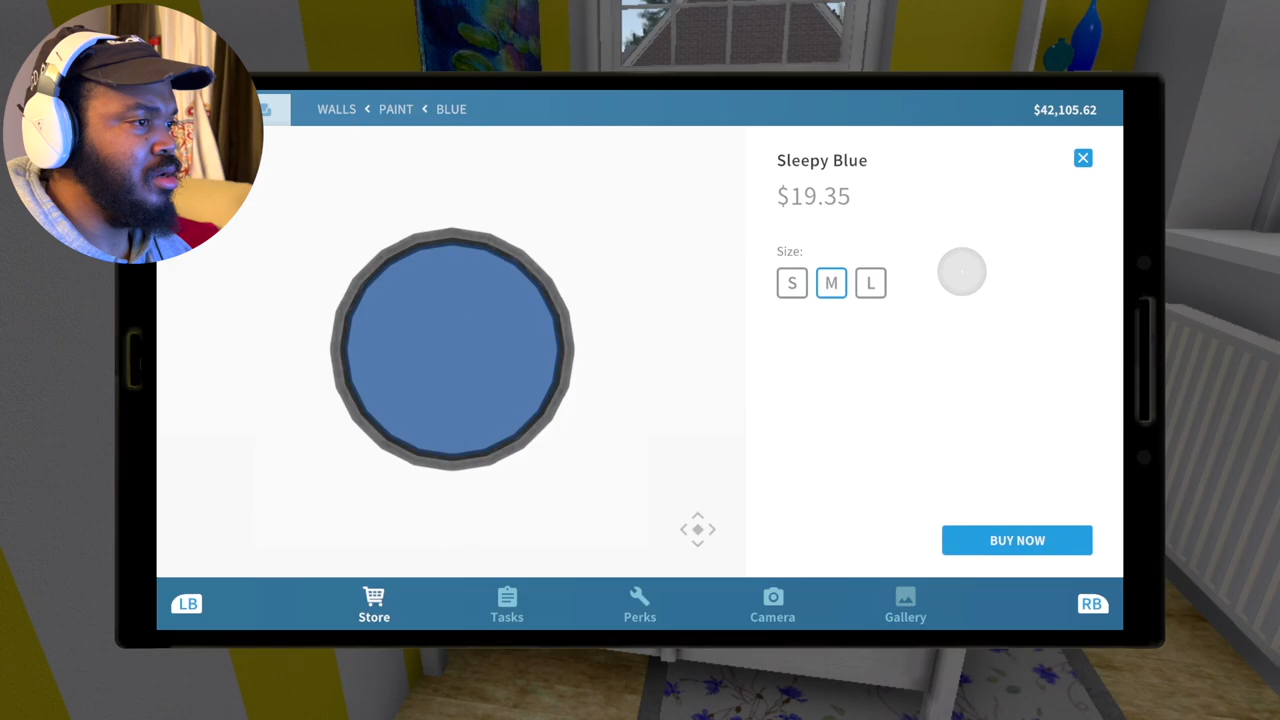 WALLS < PAINT < BLUE
$42,105.62
Sleepy Blue
$19.35
Size:
S M L
BUY NOW
LB
Store
Tasks
Perks
Camera
Gallery
RB